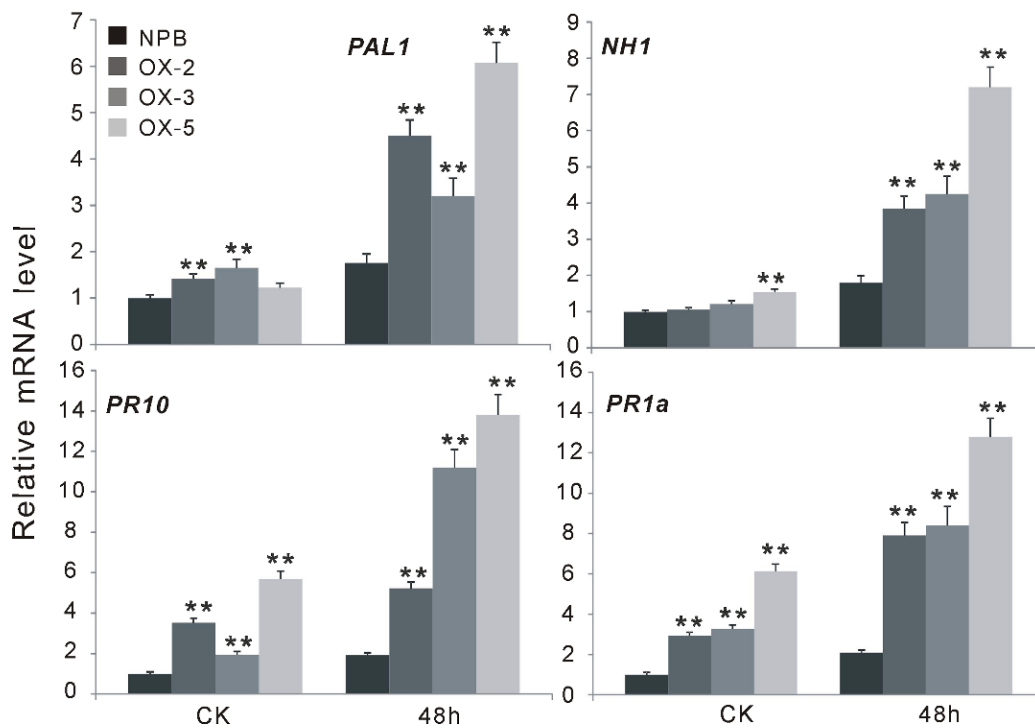 Relative mRNA level
NPB
OX-2
OX-3
OX-5
PAL1
7
6
5
4
3
2
1
0
** ** ** ** **
NH1
9
8
7
6
5
4
3
2
1
0
** ** ** **
PR10
16
14
12
10
8
6
4
2
0
** ** ** ** ** **
CK 48h
PR1a
16
14
12
10
8
6
4
2
0
** ** ** ** ** **
CK 48h